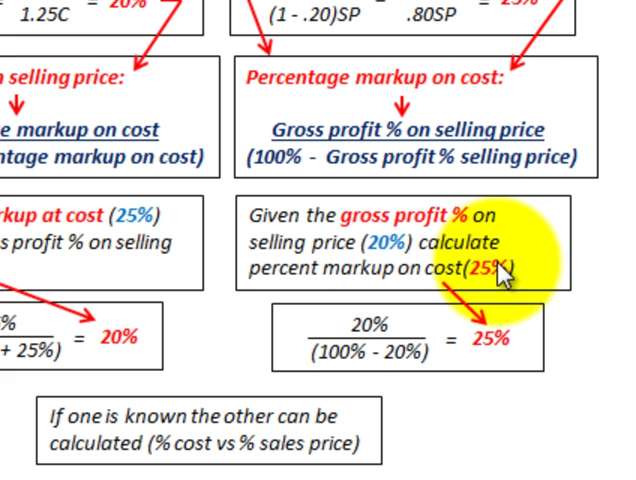 1.25C = 20%
(1 - .20)SP = .80SP = 25%
selling price:
markup on cost
markup on cost)
Percentage markup on cost:
Gross profit % on selling price
(100% - Gross profit % selling price)
at cost (25%)
profit % on selling
Given the gross profit % on
selling price (20%) calculate
percent markup on cost(25%)
% = 20%
+ 25%)
20%
(100% - 20%) = 25%
If one is known the other can be
calculated (% cost vs % sales price)